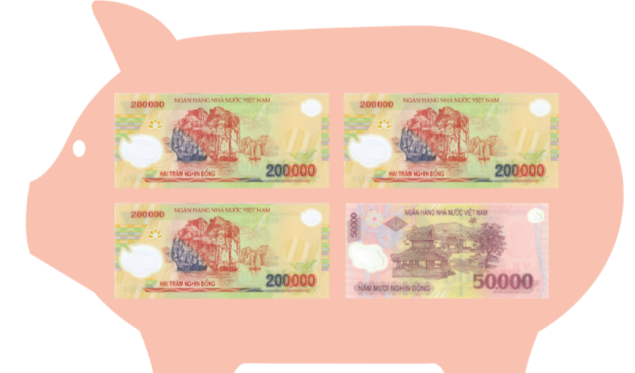 200000 NGÂN HÀNG NHÀ NƯỚC VIỆT NAM
HAI TRĂM NGHÌN ĐỒNG 200000
200000 NGÂN HÀNG NHÀ NƯỚC VIỆT NAM
HAI TRĂM NGHÌN ĐỒNG 200000
200000 NGÂN HÀNG NHÀ NƯỚC VIỆT NAM
HAI TRĂM NGHÌN ĐỒNG 200000
50000 NGÂN HÀNG NHÀ NƯỚC VIỆT NAM
NĂM MƯƠI NGHÌN ĐỒNG 50000